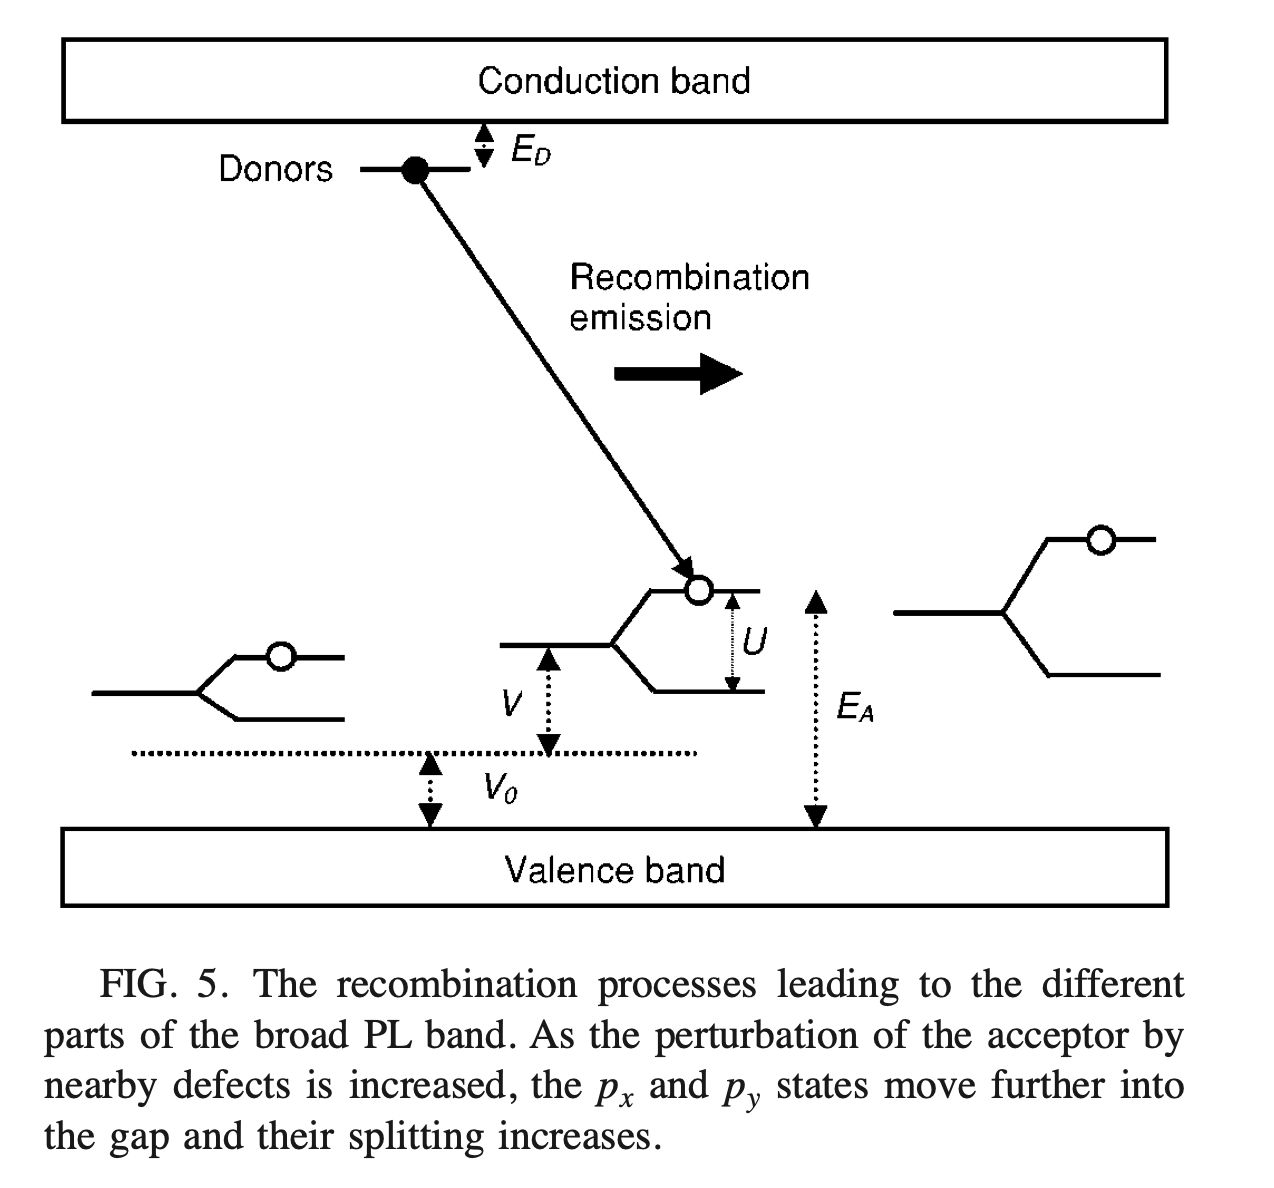 Conduction band
E_D
Donors
Recombination
emission
U
V
E_A
V_0
Valence band
FIG. 5. The recombination processes leading to the different
parts of the broad PL band. As the perturbation of the acceptor by
nearby defects is increased, the p_x and p_y states move further into
the gap and their splitting increases.